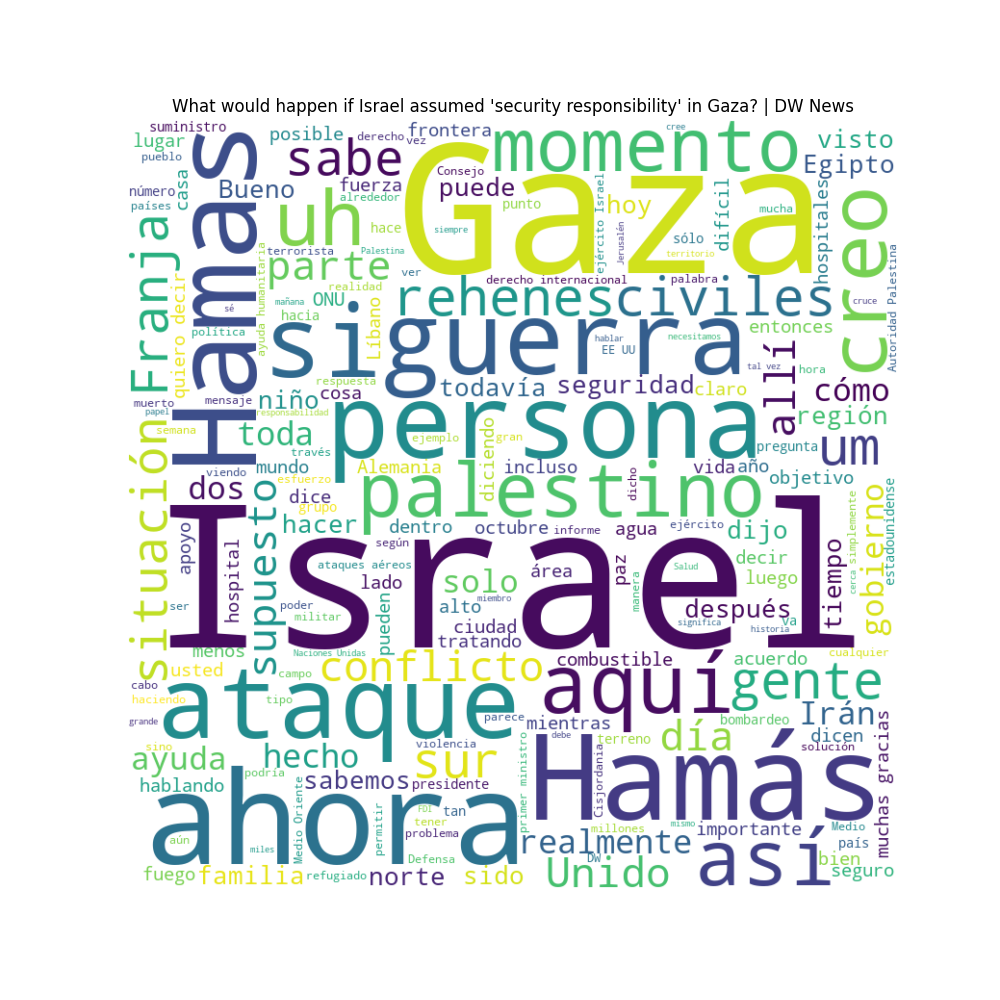 What would happen if Israel assumed 'security responsibility' in Gaza? | DW News
suministro
posible
derecho
vez
frontera
cree
visto
lugar
pueblo
Hamas
sabe
Consejo
momento
Egipto
número
casa
Bueno
fuerza
puede
Gaza
países
alrededor
punto
hoy
difícil
mucha
hospitales
creo
Franja
uh
hace
siempre
ejército Israel
Jerusalén
sólo
terrorista
Palestina
parte
ver
derecho internacional
palabra
territorio
cruce
Autoridad Palestina
quiero decir
ayuda humanitaria
realidad
mañana
ONU
rehenes
civiles
sé
hacia
Líbano
política
si
guerra
hablar
necesitamos
entonces
EE UU
allí
tal vez
hora
respuesta
muerto
mensaje
niño
cosa
todavía
seguridad
claro
cómo
papel
responsabilidad
persona
región
semana
situación
toda
través
ejemplo
gran
diciendo
pregunta
um
viendo
mundo
Alemania
incluso
vida
año
objetivo
dos
esfuerzo
dice
grupo
palestino
dicho
supuesto
hacer
dentro
octubre
informe
agua
ejército
dijo
gobierno
simplemente
cerca
estadounidense
apoyo
hospital
Israel
según
ataques aéreos
lado
solo
área
paz
Salud
decir
luego
tiempo
manera
ser
poder
militar
pueden
alto
miembro
ciudad
tratando
después
significa
va
historia
menos
Naciones Unidas
usted
conflicto
combustible
acuerdo
cualquier
cabo
haciendo
campo
tipo
aquí
gente
grande
ataque
parece
mientras
bombardeo
Irán
sino
violencia
debe
terreno
día
dicen
solución
muchas gracias
ayuda
hecho
sur
primer ministro
Hamás
Cisjordania
hablando
podría
sabemos
presidente
ahora
Medio Oriente
permitir
FDI
tan
tener
problema
millones
mismo
importante
Medio
aún
miles
realmente
así
país
DW
Defensa
bien
fuego
familia
refugiado
norte
sido
Unido
seguro